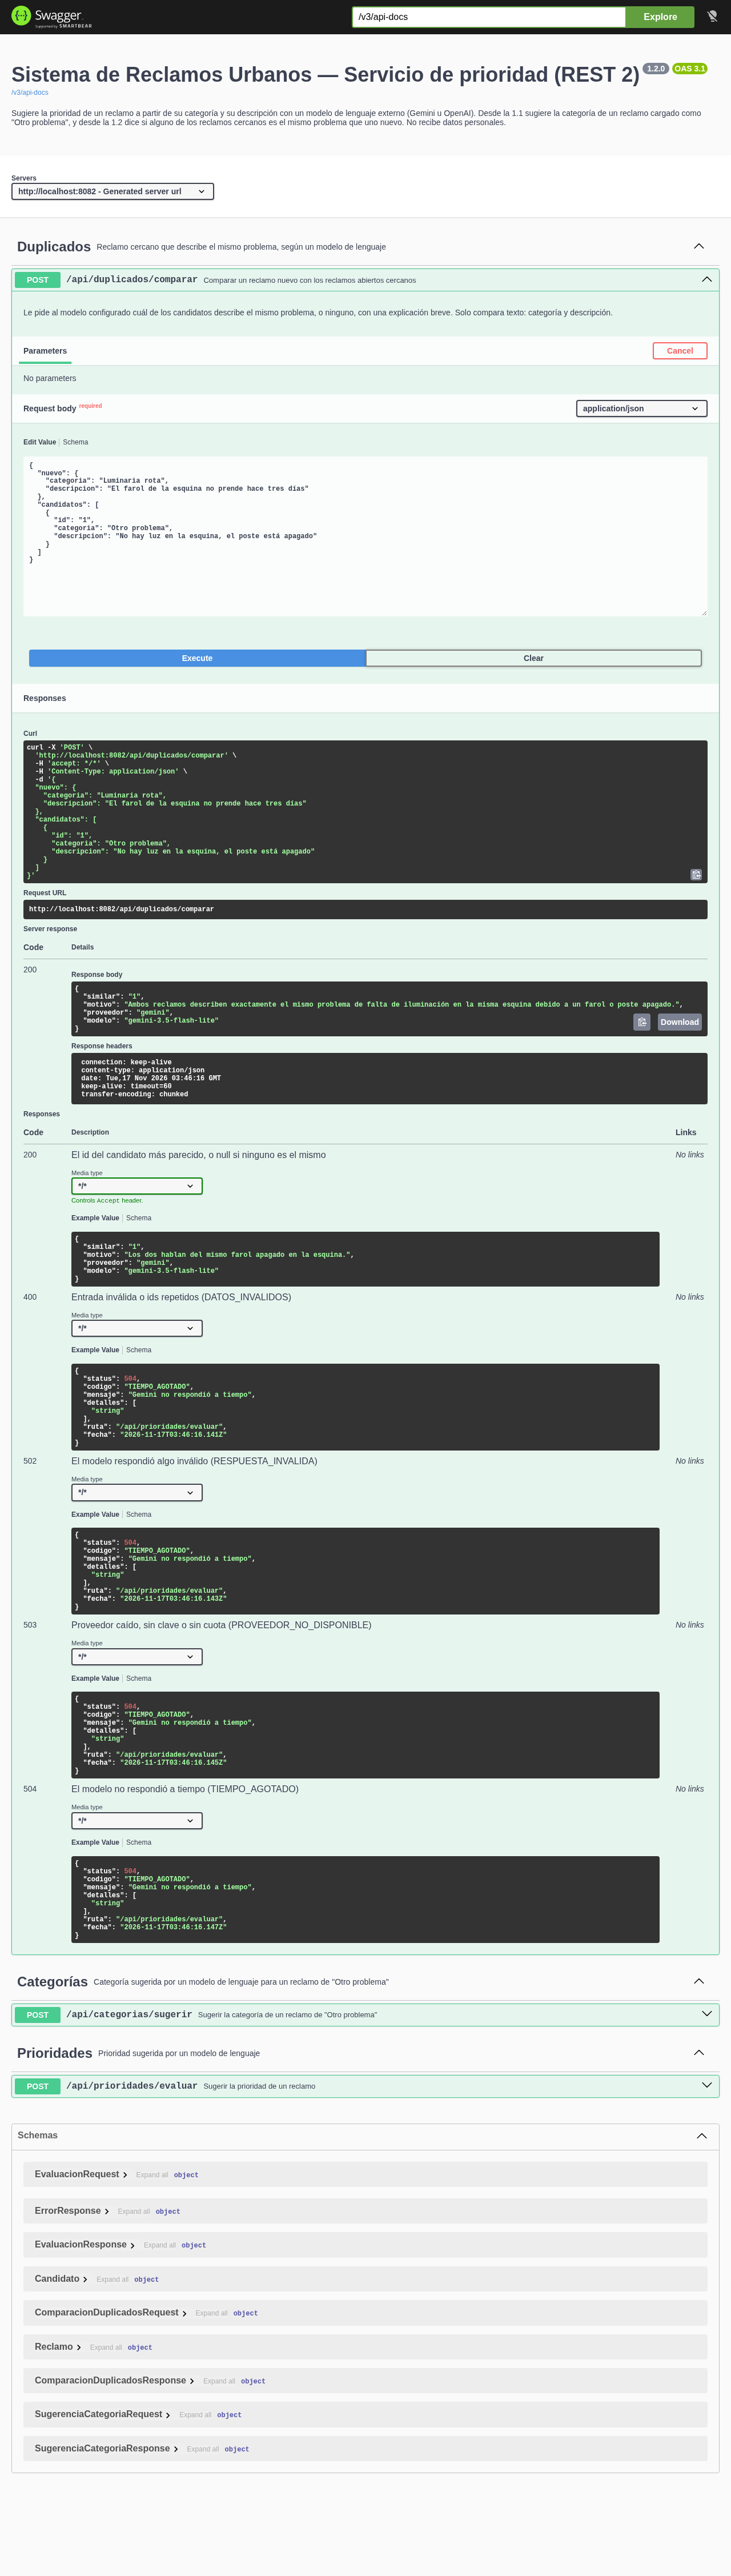 Swagger
Supported by SMARTBEAR
/v3/api-docs
Explore
Sistema de Reclamos Urbanos — Servicio de prioridad (REST 2) 1.2.0 OAS 3.1
/v3/api-docs
Sugiere la prioridad de un reclamo a partir de su categoría y su descripción con un modelo de lenguaje externo (Gemini u OpenAI). Desde la 1.1 sugiere la categoría de un reclamo cargado como
"Otro problema", y desde la 1.2 dice si alguno de los reclamos cercanos es el mismo problema que uno nuevo. No recibe datos personales.
Servers
http://localhost:8082 - Generated server url
Duplicados Reclamo cercano que describe el mismo problema, según un modelo de lenguaje
POST /api/duplicados/comparar Comparar un reclamo nuevo con los reclamos abiertos cercanos
Le pide al modelo configurado cuál de los candidatos describe el mismo problema, o ninguno, con una explicación breve. Solo compara texto: categoría y descripción.
Parameters
Cancel
No parameters
Request body required
application/json
Edit Value | Schema
{
  "nuevo": {
    "categoria": "Luminaria rota",
    "descripcion": "El farol de la esquina no prende hace tres días"
  },
  "candidatos": [
    {
      "id": "1",
      "categoria": "Otro problema",
      "descripcion": "No hay luz en la esquina, el poste está apagado"
    }
  ]
}
Execute
Clear
Responses
Curl
curl -X 'POST' \
  'http://localhost:8082/api/duplicados/comparar' \
  -H 'accept: */*' \
  -H 'Content-Type: application/json' \
  -d '{
  "nuevo": {
    "categoria": "Luminaria rota",
    "descripcion": "El farol de la esquina no prende hace tres días"
  },
  "candidatos": [
    {
      "id": "1",
      "categoria": "Otro problema",
      "descripcion": "No hay luz en la esquina, el poste está apagado"
    }
  ]
}'
Request URL
http://localhost:8082/api/duplicados/comparar
Server response
Code Details
200
Response body
{
  "similar": "1",
  "motivo": "Ambos reclamos describen exactamente el mismo problema de falta de iluminación en la misma esquina debido a un farol o poste apagado.",
  "proveedor": "gemini",
  "modelo": "gemini-3.5-flash-lite"
}
Download
Response headers
connection: keep-alive
content-type: application/json
date: Tue,17 Nov 2026 03:46:16 GMT
keep-alive: timeout=60
transfer-encoding: chunked
Responses
Code Description Links
200 El id del candidato más parecido, o null si ninguno es el mismo No links
Media type
*/*
Controls Accept header.
Example Value | Schema
{
  "similar": "1",
  "motivo": "Los dos hablan del mismo farol apagado en la esquina.",
  "proveedor": "gemini",
  "modelo": "gemini-3.5-flash-lite"
}
400 Entrada inválida o ids repetidos (DATOS_INVALIDOS) No links
Media type
*/*
Example Value | Schema
{
  "status": 504,
  "codigo": "TIEMPO_AGOTADO",
  "mensaje": "Gemini no respondió a tiempo",
  "detalles": [
    "string"
  ],
  "ruta": "/api/prioridades/evaluar",
  "fecha": "2026-11-17T03:46:16.141Z"
}
502 El modelo respondió algo inválido (RESPUESTA_INVALIDA) No links
Media type
*/*
Example Value | Schema
{
  "status": 504,
  "codigo": "TIEMPO_AGOTADO",
  "mensaje": "Gemini no respondió a tiempo",
  "detalles": [
    "string"
  ],
  "ruta": "/api/prioridades/evaluar",
  "fecha": "2026-11-17T03:46:16.143Z"
}
503 Proveedor caído, sin clave o sin cuota (PROVEEDOR_NO_DISPONIBLE) No links
Media type
*/*
Example Value | Schema
{
  "status": 504,
  "codigo": "TIEMPO_AGOTADO",
  "mensaje": "Gemini no respondió a tiempo",
  "detalles": [
    "string"
  ],
  "ruta": "/api/prioridades/evaluar",
  "fecha": "2026-11-17T03:46:16.145Z"
}
504 El modelo no respondió a tiempo (TIEMPO_AGOTADO) No links
Media type
*/*
Example Value | Schema
{
  "status": 504,
  "codigo": "TIEMPO_AGOTADO",
  "mensaje": "Gemini no respondió a tiempo",
  "detalles": [
    "string"
  ],
  "ruta": "/api/prioridades/evaluar",
  "fecha": "2026-11-17T03:46:16.147Z"
}
Categorías Categoría sugerida por un modelo de lenguaje para un reclamo de "Otro problema"
POST /api/categorias/sugerir Sugerir la categoría de un reclamo de "Otro problema"
Prioridades Prioridad sugerida por un modelo de lenguaje
POST /api/prioridades/evaluar Sugerir la prioridad de un reclamo
Schemas
EvaluacionRequest Expand all object
ErrorResponse Expand all object
EvaluacionResponse Expand all object
Candidato Expand all object
ComparacionDuplicadosRequest Expand all object
Reclamo Expand all object
ComparacionDuplicadosResponse Expand all object
SugerenciaCategoriaRequest Expand all object
SugerenciaCategoriaResponse Expand all object